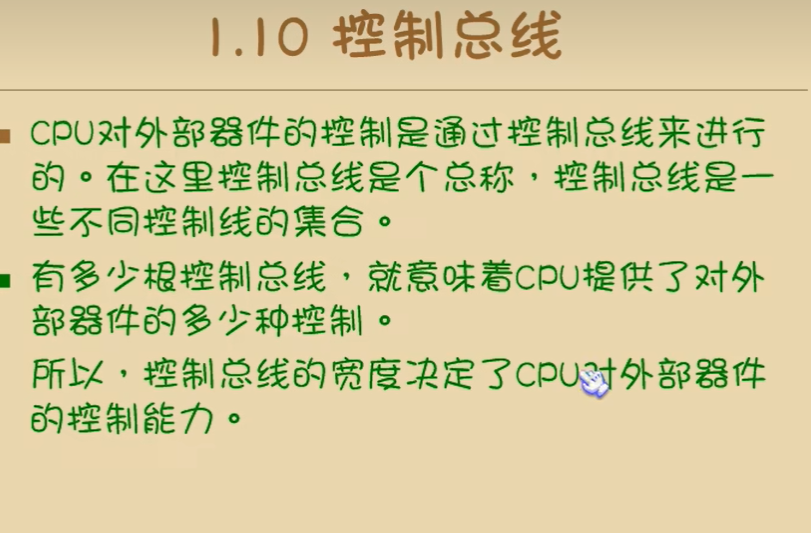 1.10 控制总线
CPU对外部器件的控制是通过控制总线来进行
的。在这里控制总线是个总称，控制总线是一
些不同控制线的集合。
有多少根控制总线，就意味着CPU提供了对外
部器件的多少种控制。
所以，控制总线的宽度决定了CPU对外部器件
的控制能力。